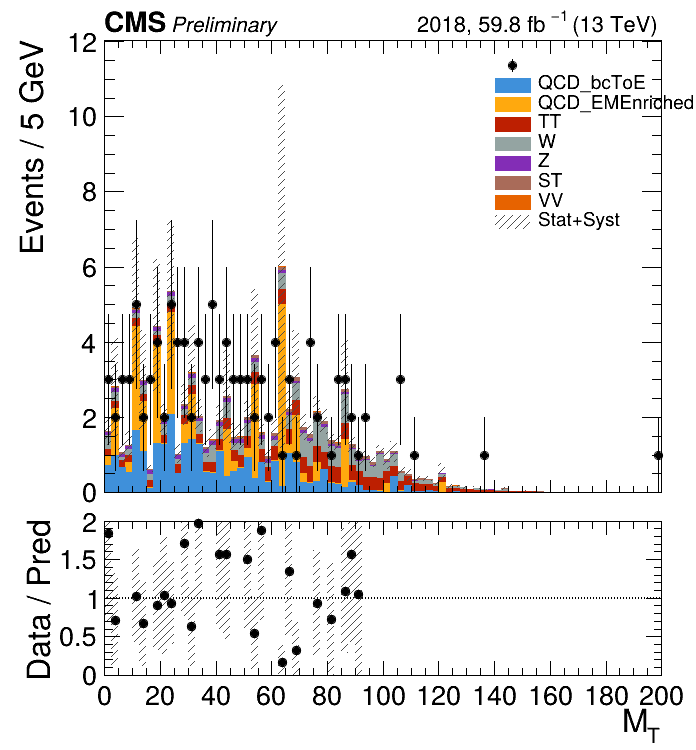 CMS Preliminary 2018, 59.8 fb⁻¹ (13 TeV)
Events / 5 GeV
12
10
8
6
4
2
0
QCD_bcToE
QCD_EMEnriched
TT
W
Z
ST
VV
Stat+Syst
Data / Pred
2
1.5
1
0.5
0
0 20 40 60 80 100 120 140 160 180 200
M_T